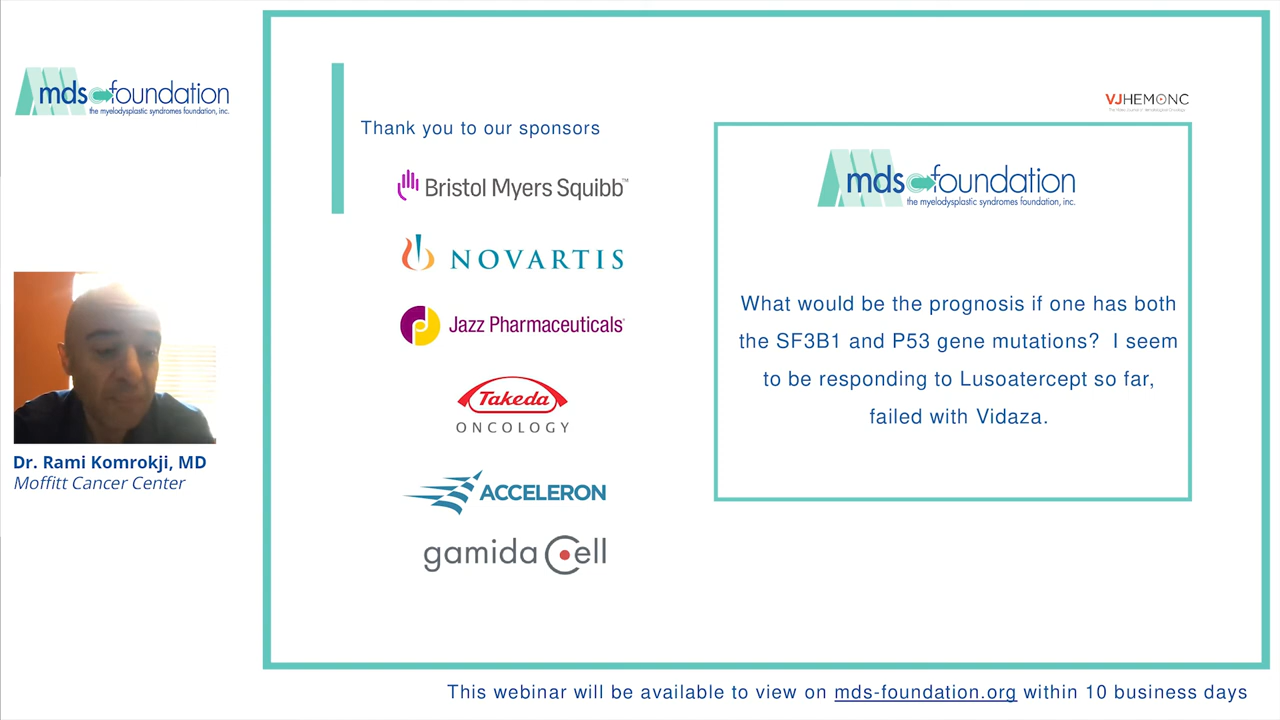 mds foundation
the myelodysplastic syndromes foundation, inc.
Dr. Rami Komrokji, MD
Moffitt Cancer Center
Thank you to our sponsors
Bristol Myers Squibb™
NOVARTIS
Jazz Pharmaceuticals
Takeda
ONCOLOGY
ACCELERON
gamida Cell
VJHEMONC
mds foundation
the myelodysplastic syndromes foundation, inc.
What would be the prognosis if one has both
the SF3B1 and P53 gene mutations? I seem
to be responding to Lusoatercept so far,
failed with Vidaza.
This webinar will be available to view on mds-foundation.org within 10 business days